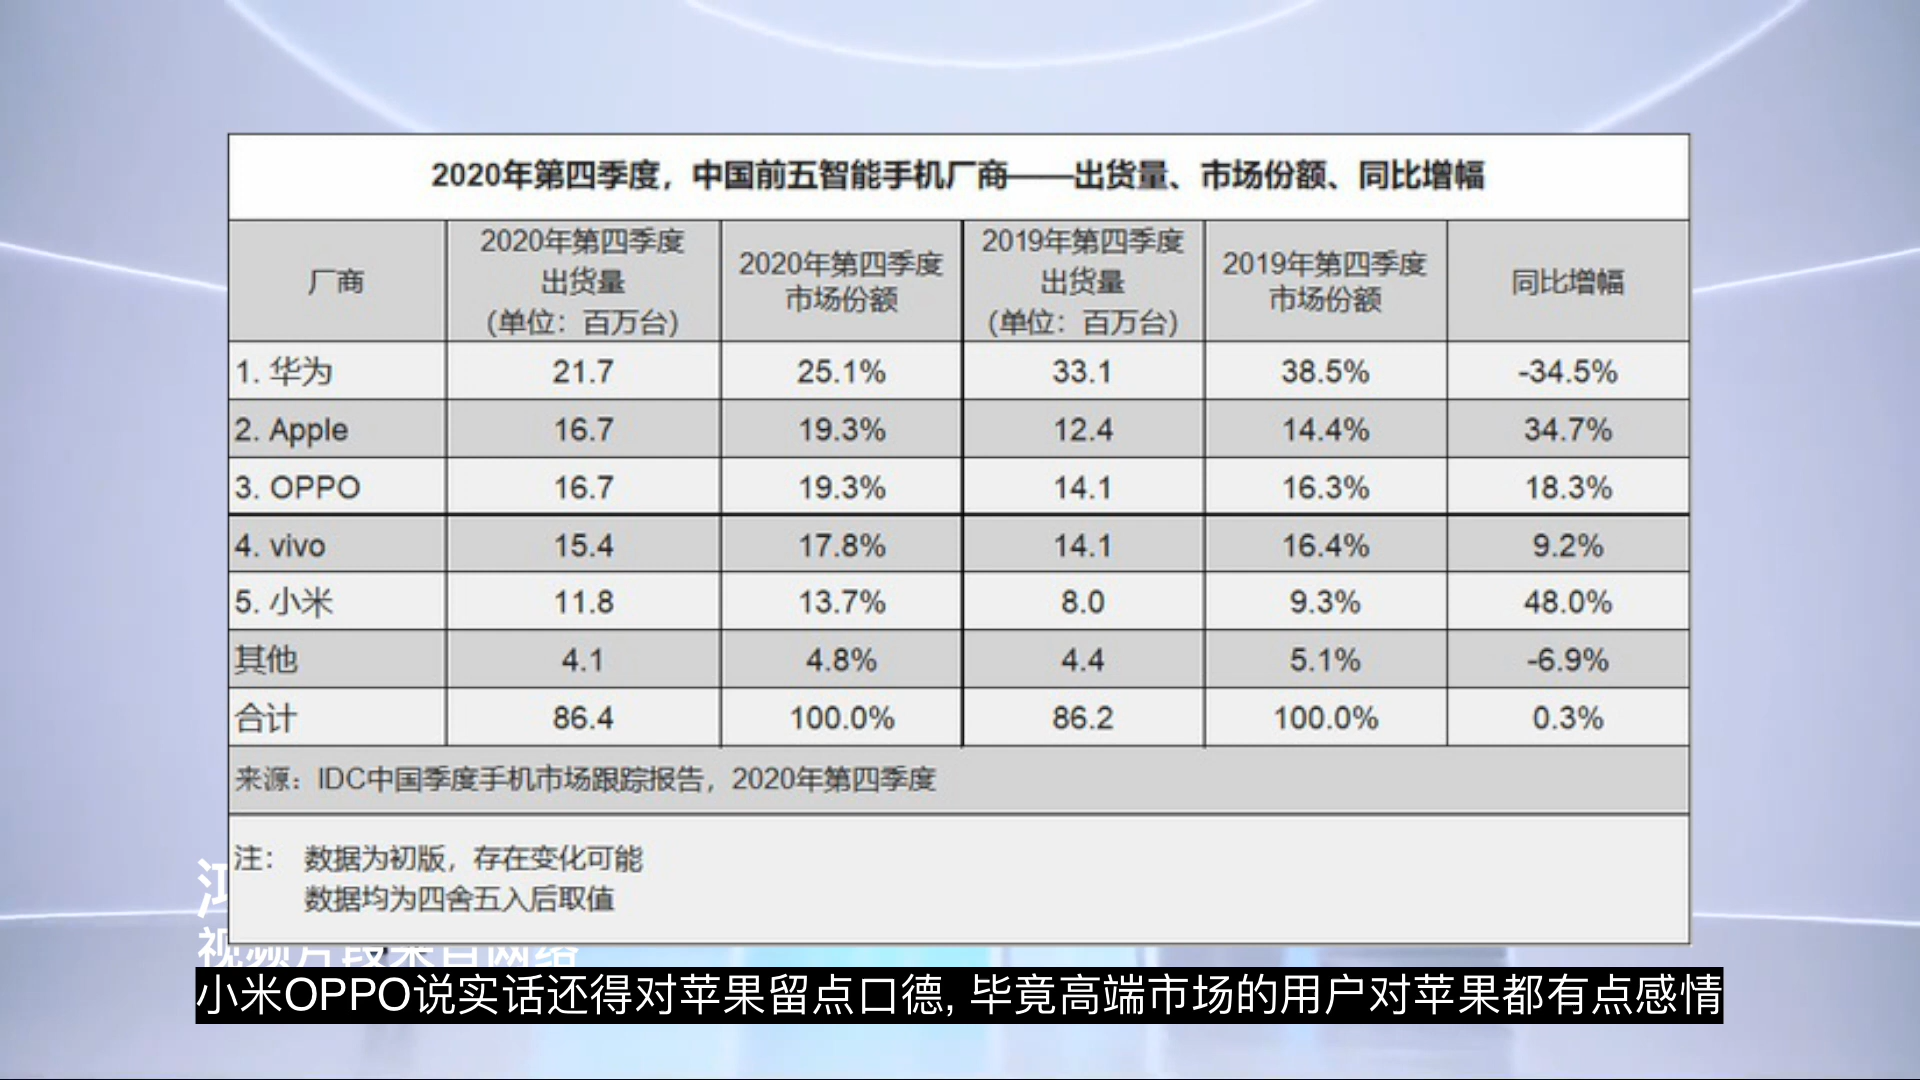 2020年第四季度，中国前五智能手机厂商——出货量、市场份额、同比增幅
厂商 2020年第四季度出货量（单位：百万台） 2020年第四季度市场份额 2019年第四季度出货量（单位：百万台） 2019年第四季度市场份额 同比增幅
1. 华为 21.7 25.1% 33.1 38.5% -34.5%
2. Apple 16.7 19.3% 12.4 14.4% 34.7%
3. OPPO 16.7 19.3% 14.1 16.3% 18.3%
4. vivo 15.4 17.8% 14.1 16.4% 9.2%
5. 小米 11.8 13.7% 8.0 9.3% 48.0%
其他 4.1 4.8% 4.4 5.1% -6.9%
合计 86.4 100.0% 86.2 100.0% 0.3%
来源：IDC中国季度手机市场跟踪报告，2020年第四季度
注： 数据为初版，存在变化可能
数据均为四舍五入后取值
视频片段来自网络
小米OPPO说实话还得对苹果留点口德, 毕竟高端市场的用户对苹果都有点感情